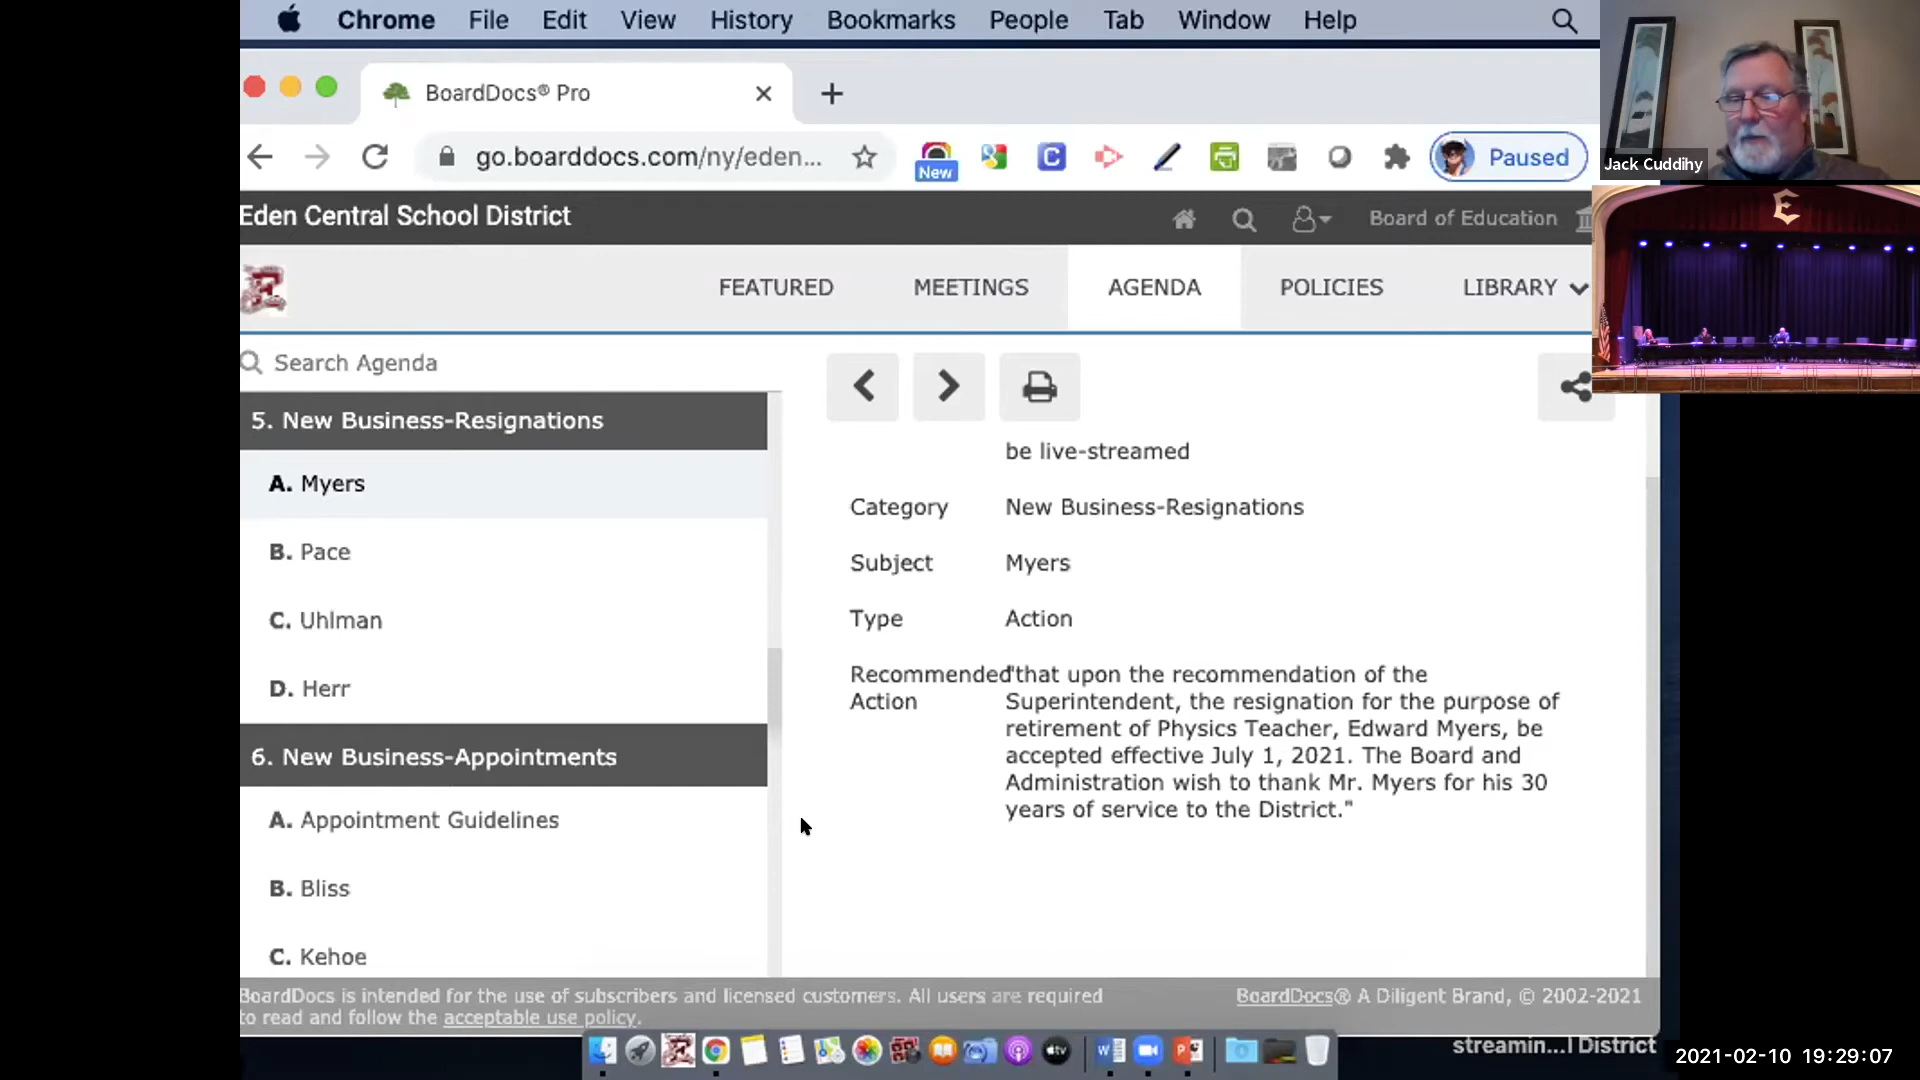 Chrome File Edit View History Bookmarks People Tab Window Help
BoardDocs® Pro
go.boarddocs.com/ny/eden...
New
C
Paused
Jack Cuddihy
E
Eden Central School District
Board of Education
FEATURED MEETINGS AGENDA POLICIES LIBRARY
Search Agenda
5. New Business-Resignations
A. Myers
B. Pace
C. Uhlman
D. Herr
6. New Business-Appointments
A. Appointment Guidelines
B. Bliss
C. Kehoe
be live-streamed
Category New Business-Resignations
Subject Myers
Type Action
Recommended "that upon the recommendation of the
Action Superintendent, the resignation for the purpose of
retirement of Physics Teacher, Edward Myers, be
accepted effective July 1, 2021. The Board and
Administration wish to thank Mr. Myers for his 30
years of service to the District."
BoardDocs is intended for the use of subscribers and licensed customers. All users are required
to read and follow the acceptable use policy.
BoardDocs® A Diligent Brand, © 2002-2021
streamin...l District
2021-02-10 19:29:07